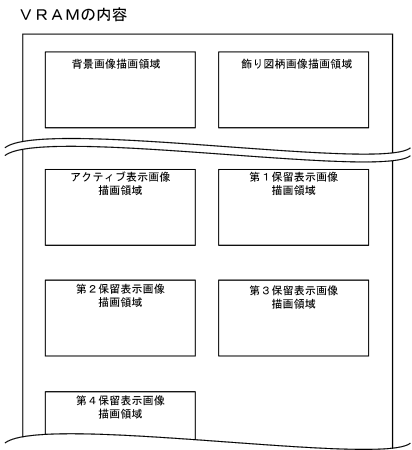 ＶＲＡＭの内容
背景画像描画領域
飾り図柄画像描画領域
アクティブ表示画像
描画領域
第１保留表示画像
描画領域
第２保留表示画像
描画領域
第３保留表示画像
描画領域
第４保留表示画像
描画領域